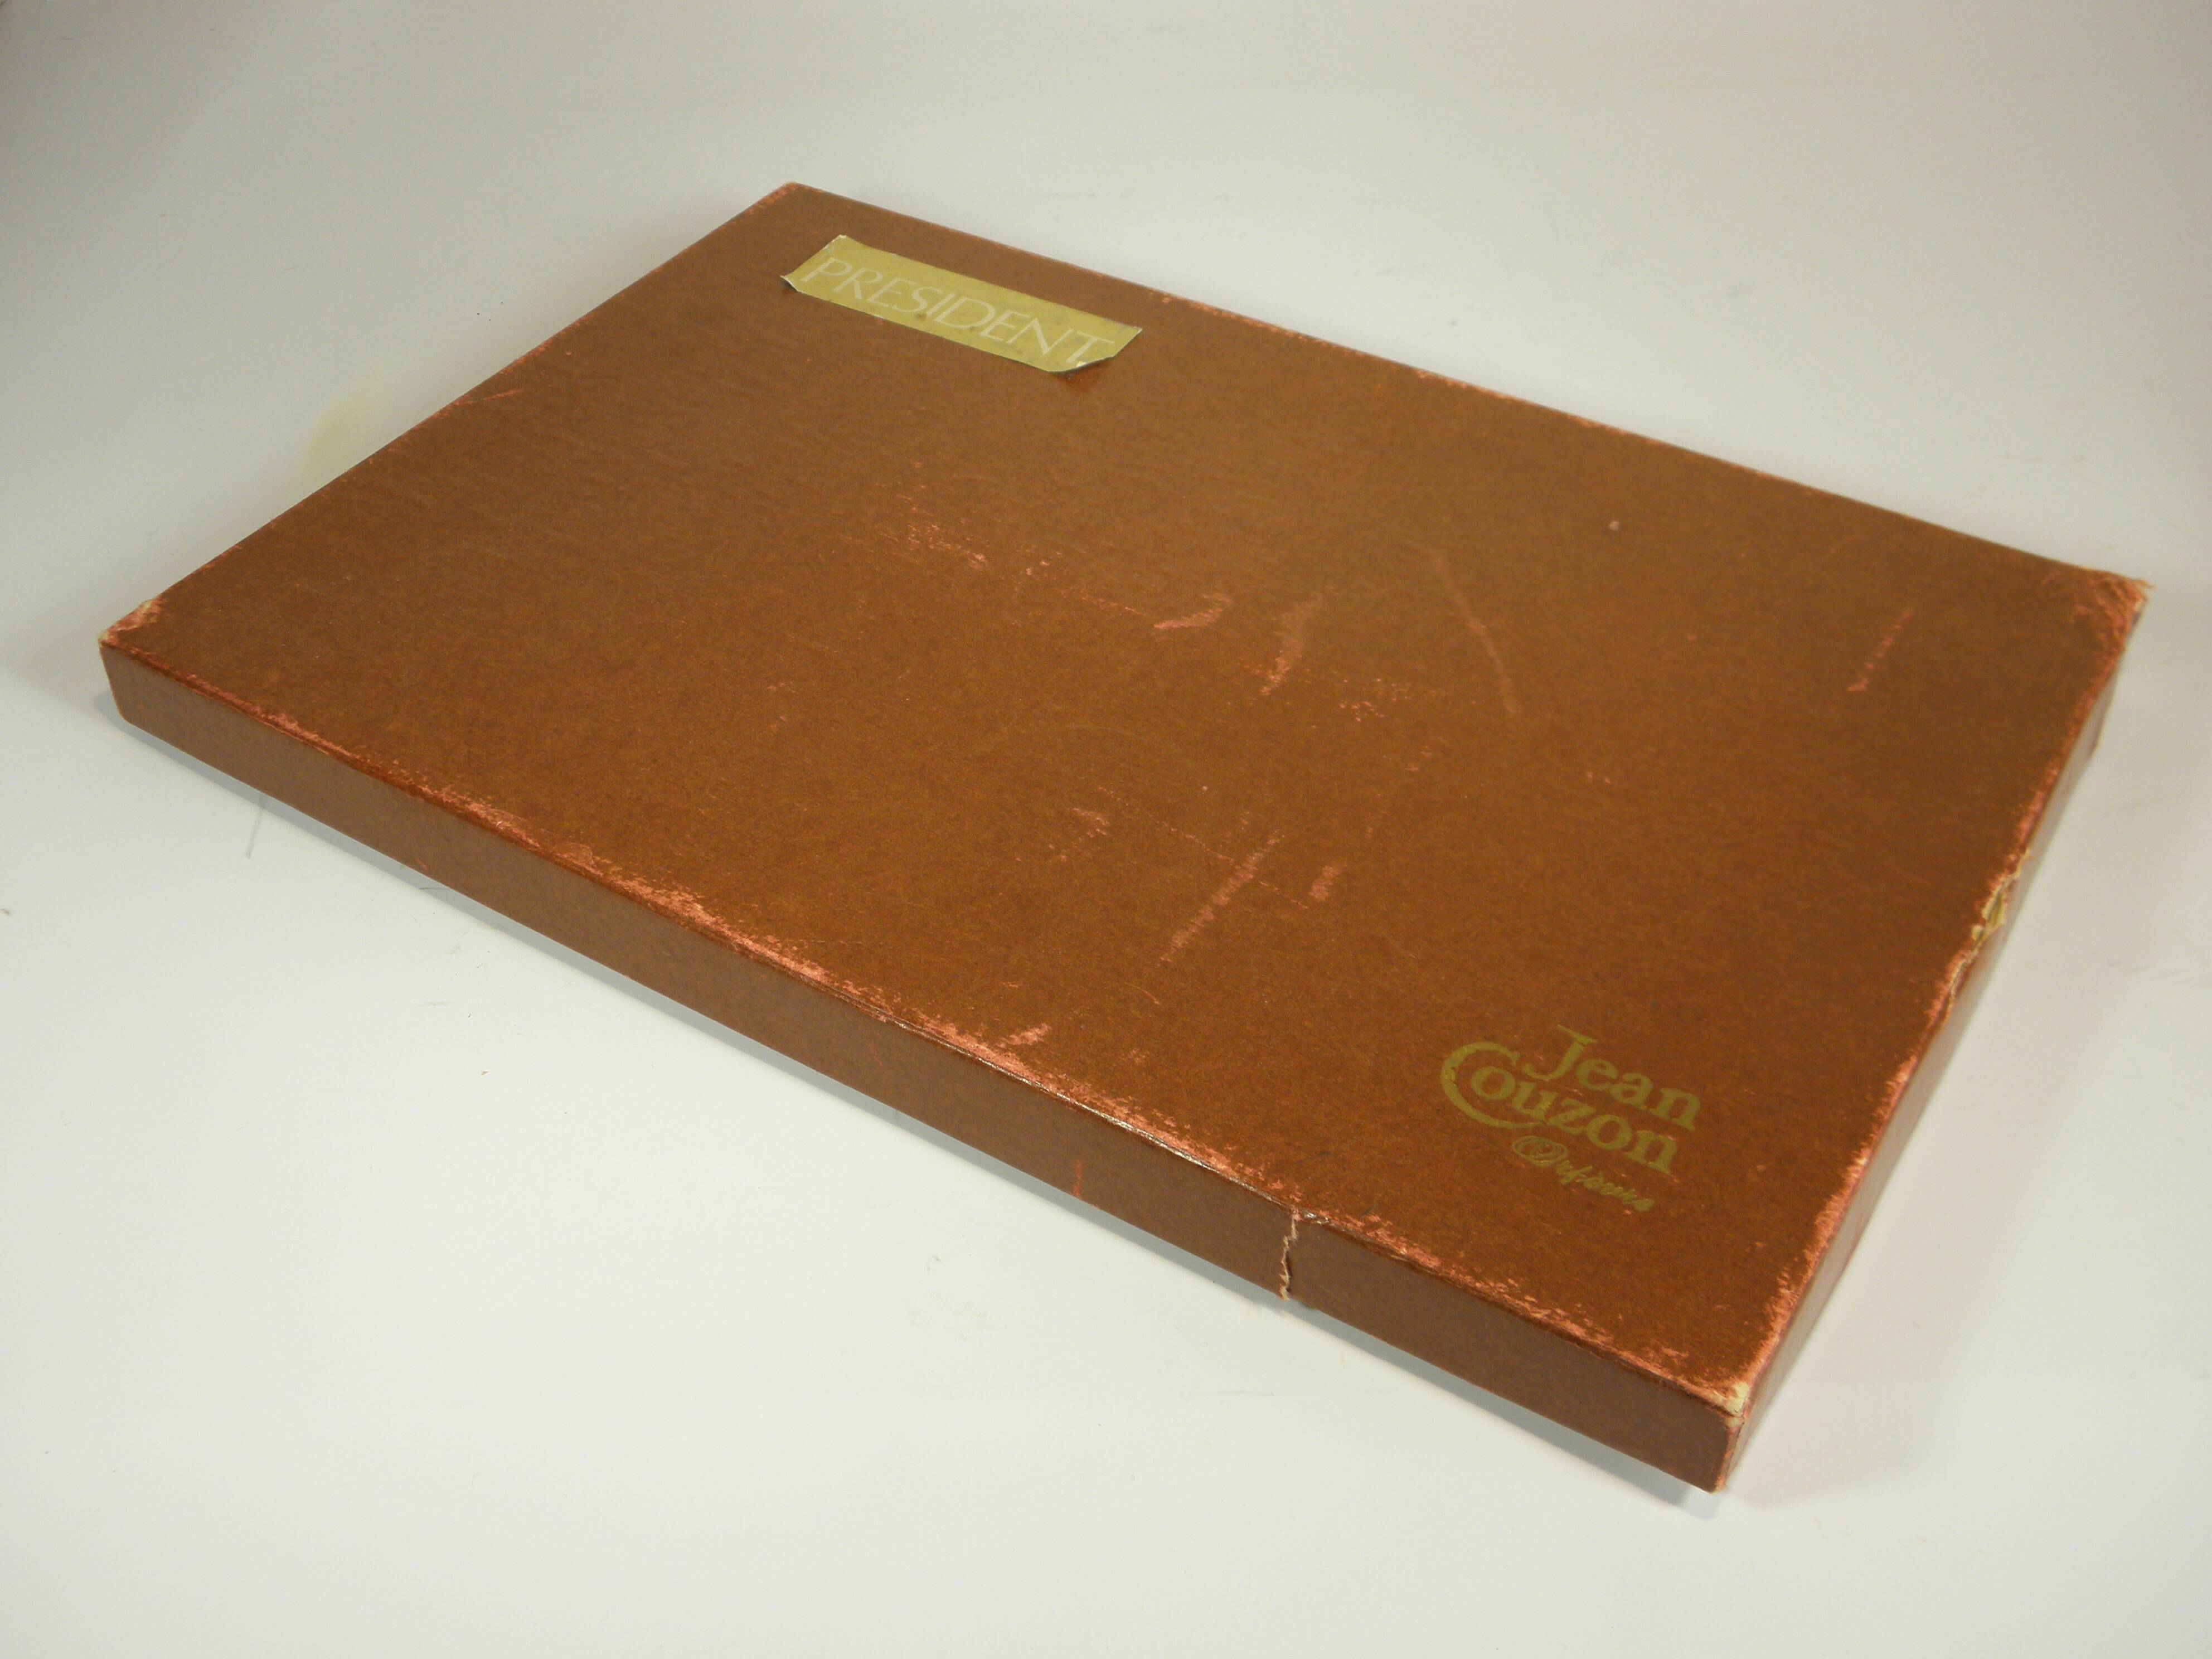 PRESIDENT
Jean
Couzon
Orfèvre